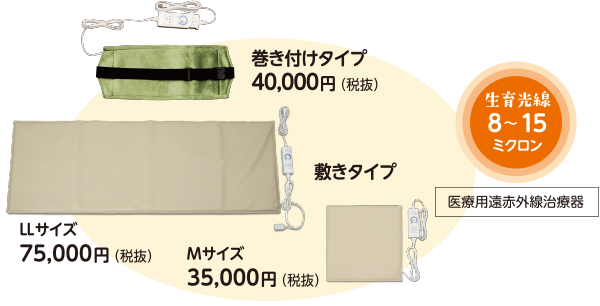 巻き付けタイプ
40,000円（税抜）
生育光線
8～15
ミクロン
敷きタイプ
医療用遠赤外線治療器
LLサイズ
75,000円（税抜）
Mサイズ
35,000円（税抜）